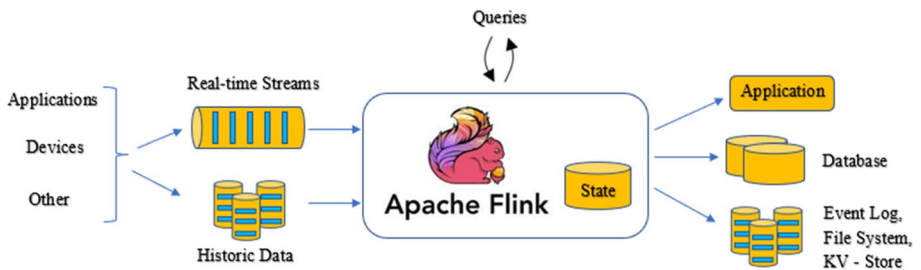 Queries
Real-time Streams
Applications
Devices
Other
Historic Data
Apache Flink
State
Application
Database
Event Log,
File System,
KV - Store